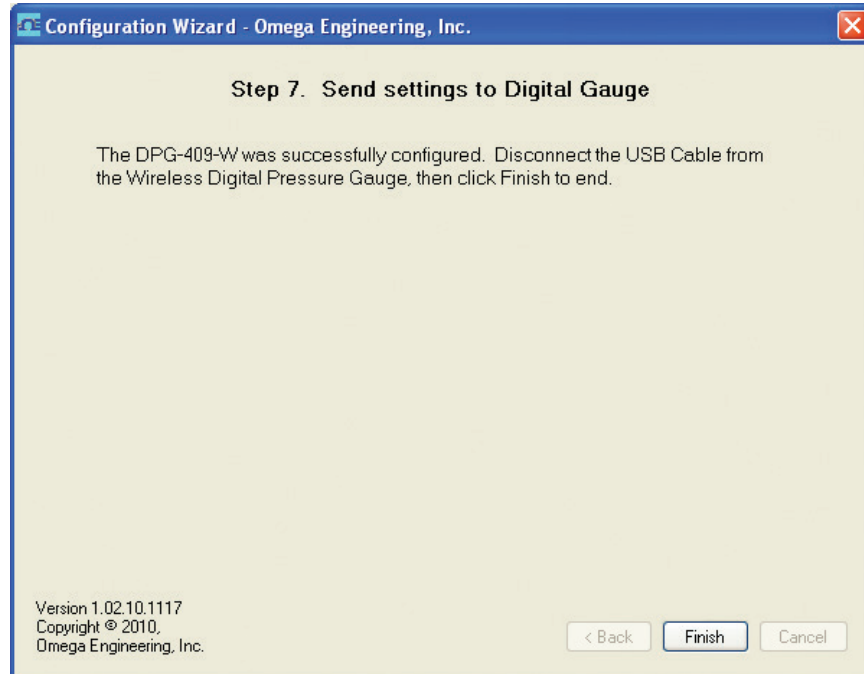 Configuration Wizard - Omega Engineering, Inc.
Step 7. Send settings to Digital Gauge
The DPG-409-W was successfully configured. Disconnect the USB Cable from
the Wireless Digital Pressure Gauge, then click Finish to end.
Version 1.02.10.1117
Copyright © 2010,
Omega Engineering, Inc.
< Back Finish Cancel